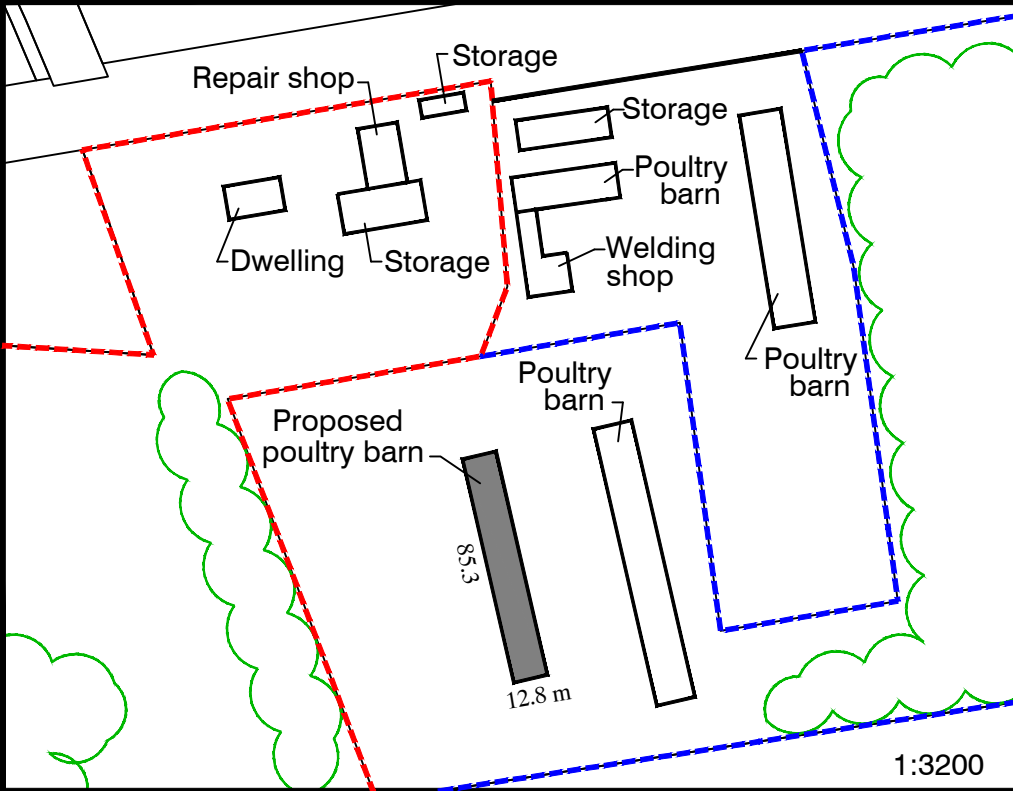 Storage
Repair shop
Storage
Poultry
barn
Dwelling
Storage
Welding
shop
Poultry
barn
Poultry
barn
Proposed
poultry barn
85.3
12.8 m
1:3200